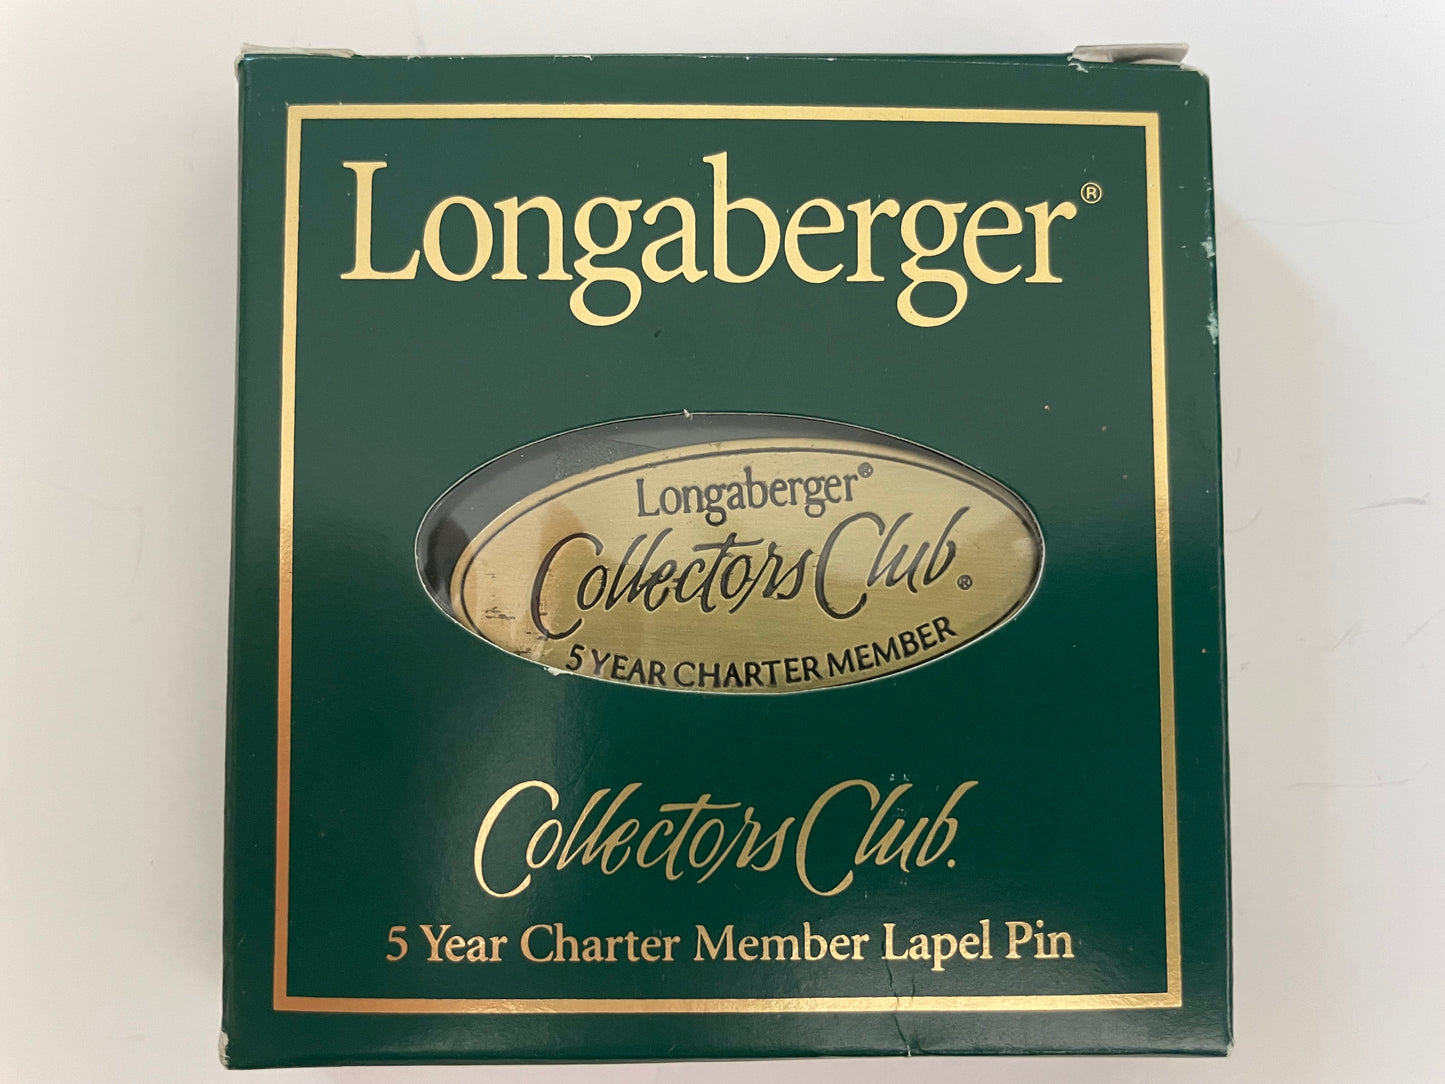 Longaberger®
Longaberger®
Collectors Club®
5 YEAR CHARTER MEMBER
Collectors Club.
5 Year Charter Member Lapel Pin